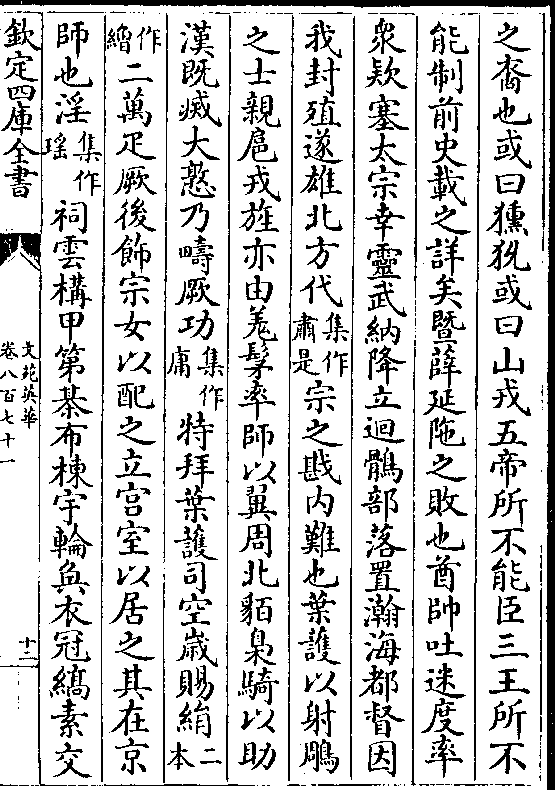 之裔也或曰獯狁或曰山戎五帝所不能臣三王所不
能制前史載之詳矣暨薛延陁之敗也酋帥吐迷度率
衆欵塞太宗幸靈武納降立迴鶻部落置瀚海都督因
我封殖遂雄北方代集作肅是宗之戡内難也葉護以射鵰
之士親扈戎旌亦由羌髳率師以翼周北貊梟騎以助
漢既滅大憝乃疇厥功集作庸特拜葉護司空嵗賜絹二本
作繒二萬疋厥後飾宗女以配之立宫室以居之其在京
師也淫集作瑤祠雲構甲第棊布棟宇輪奐衣冠縞素交
欽定四庫全書
文苑英華
卷八百七十一
十二